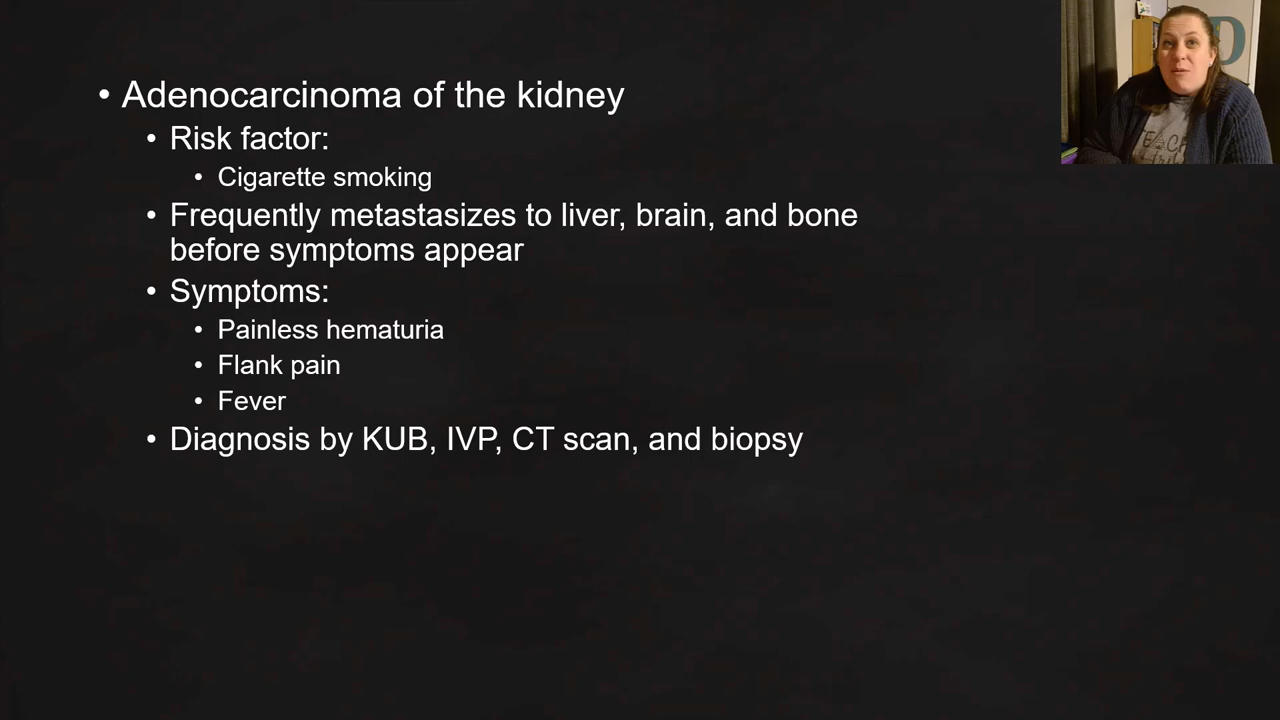 • Adenocarcinoma of the kidney
• Risk factor:
• Cigarette smoking
• Frequently metastasizes to liver, brain, and bone
before symptoms appear
• Symptoms:
• Painless hematuria
• Flank pain
• Fever
• Diagnosis by KUB, IVP, CT scan, and biopsy
D
TEACH